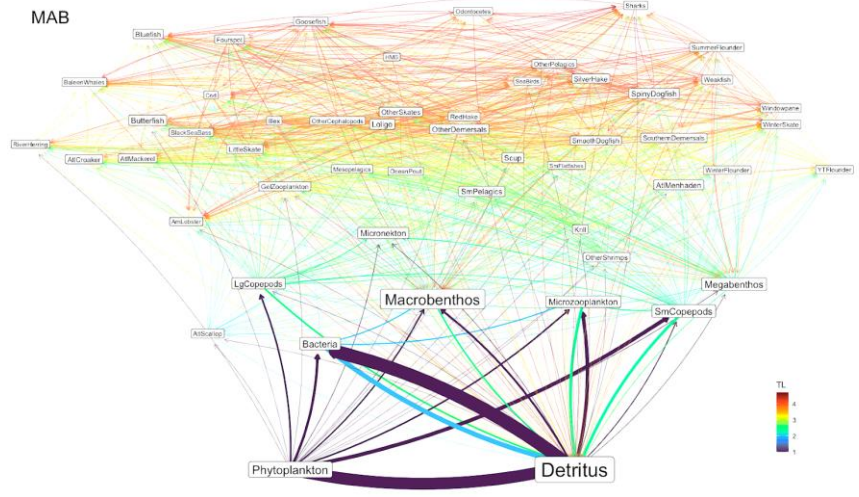 MAB
Sharks
Odontocetes
Goosefish
Bluefish
Fourspot
SummerFlounder
HMS
OtherPelagics
SeaBirds
SilverHake
Weakfish
BaleenWhales
SpinyDogfish
Cod
Windowpane
OtherSkates
RedHake
Butterfish
Illex
OtherCephalopods
Loligo
WinterSkate
OtherDemersals
BlackSeaBass
SouthernDemersals
SmoothDogfish
RiverHerring
LittleSkate
AtlCroaker
AtlMackerel
Scup
SmFlatfishes
Mesopelagics
OceanPout
WinterFlounder
YTFlounder
GelZooplankton
SmPelagics
AtlMenhaden
AmLobster
Micronekton
Krill
OtherShrimps
LgCopepods
Megabenthos
Macrobenthos
Microzooplankton
SmCopepods
AtlScallop
Bacteria
TL
4
3
2
1
Phytoplankton
Detritus